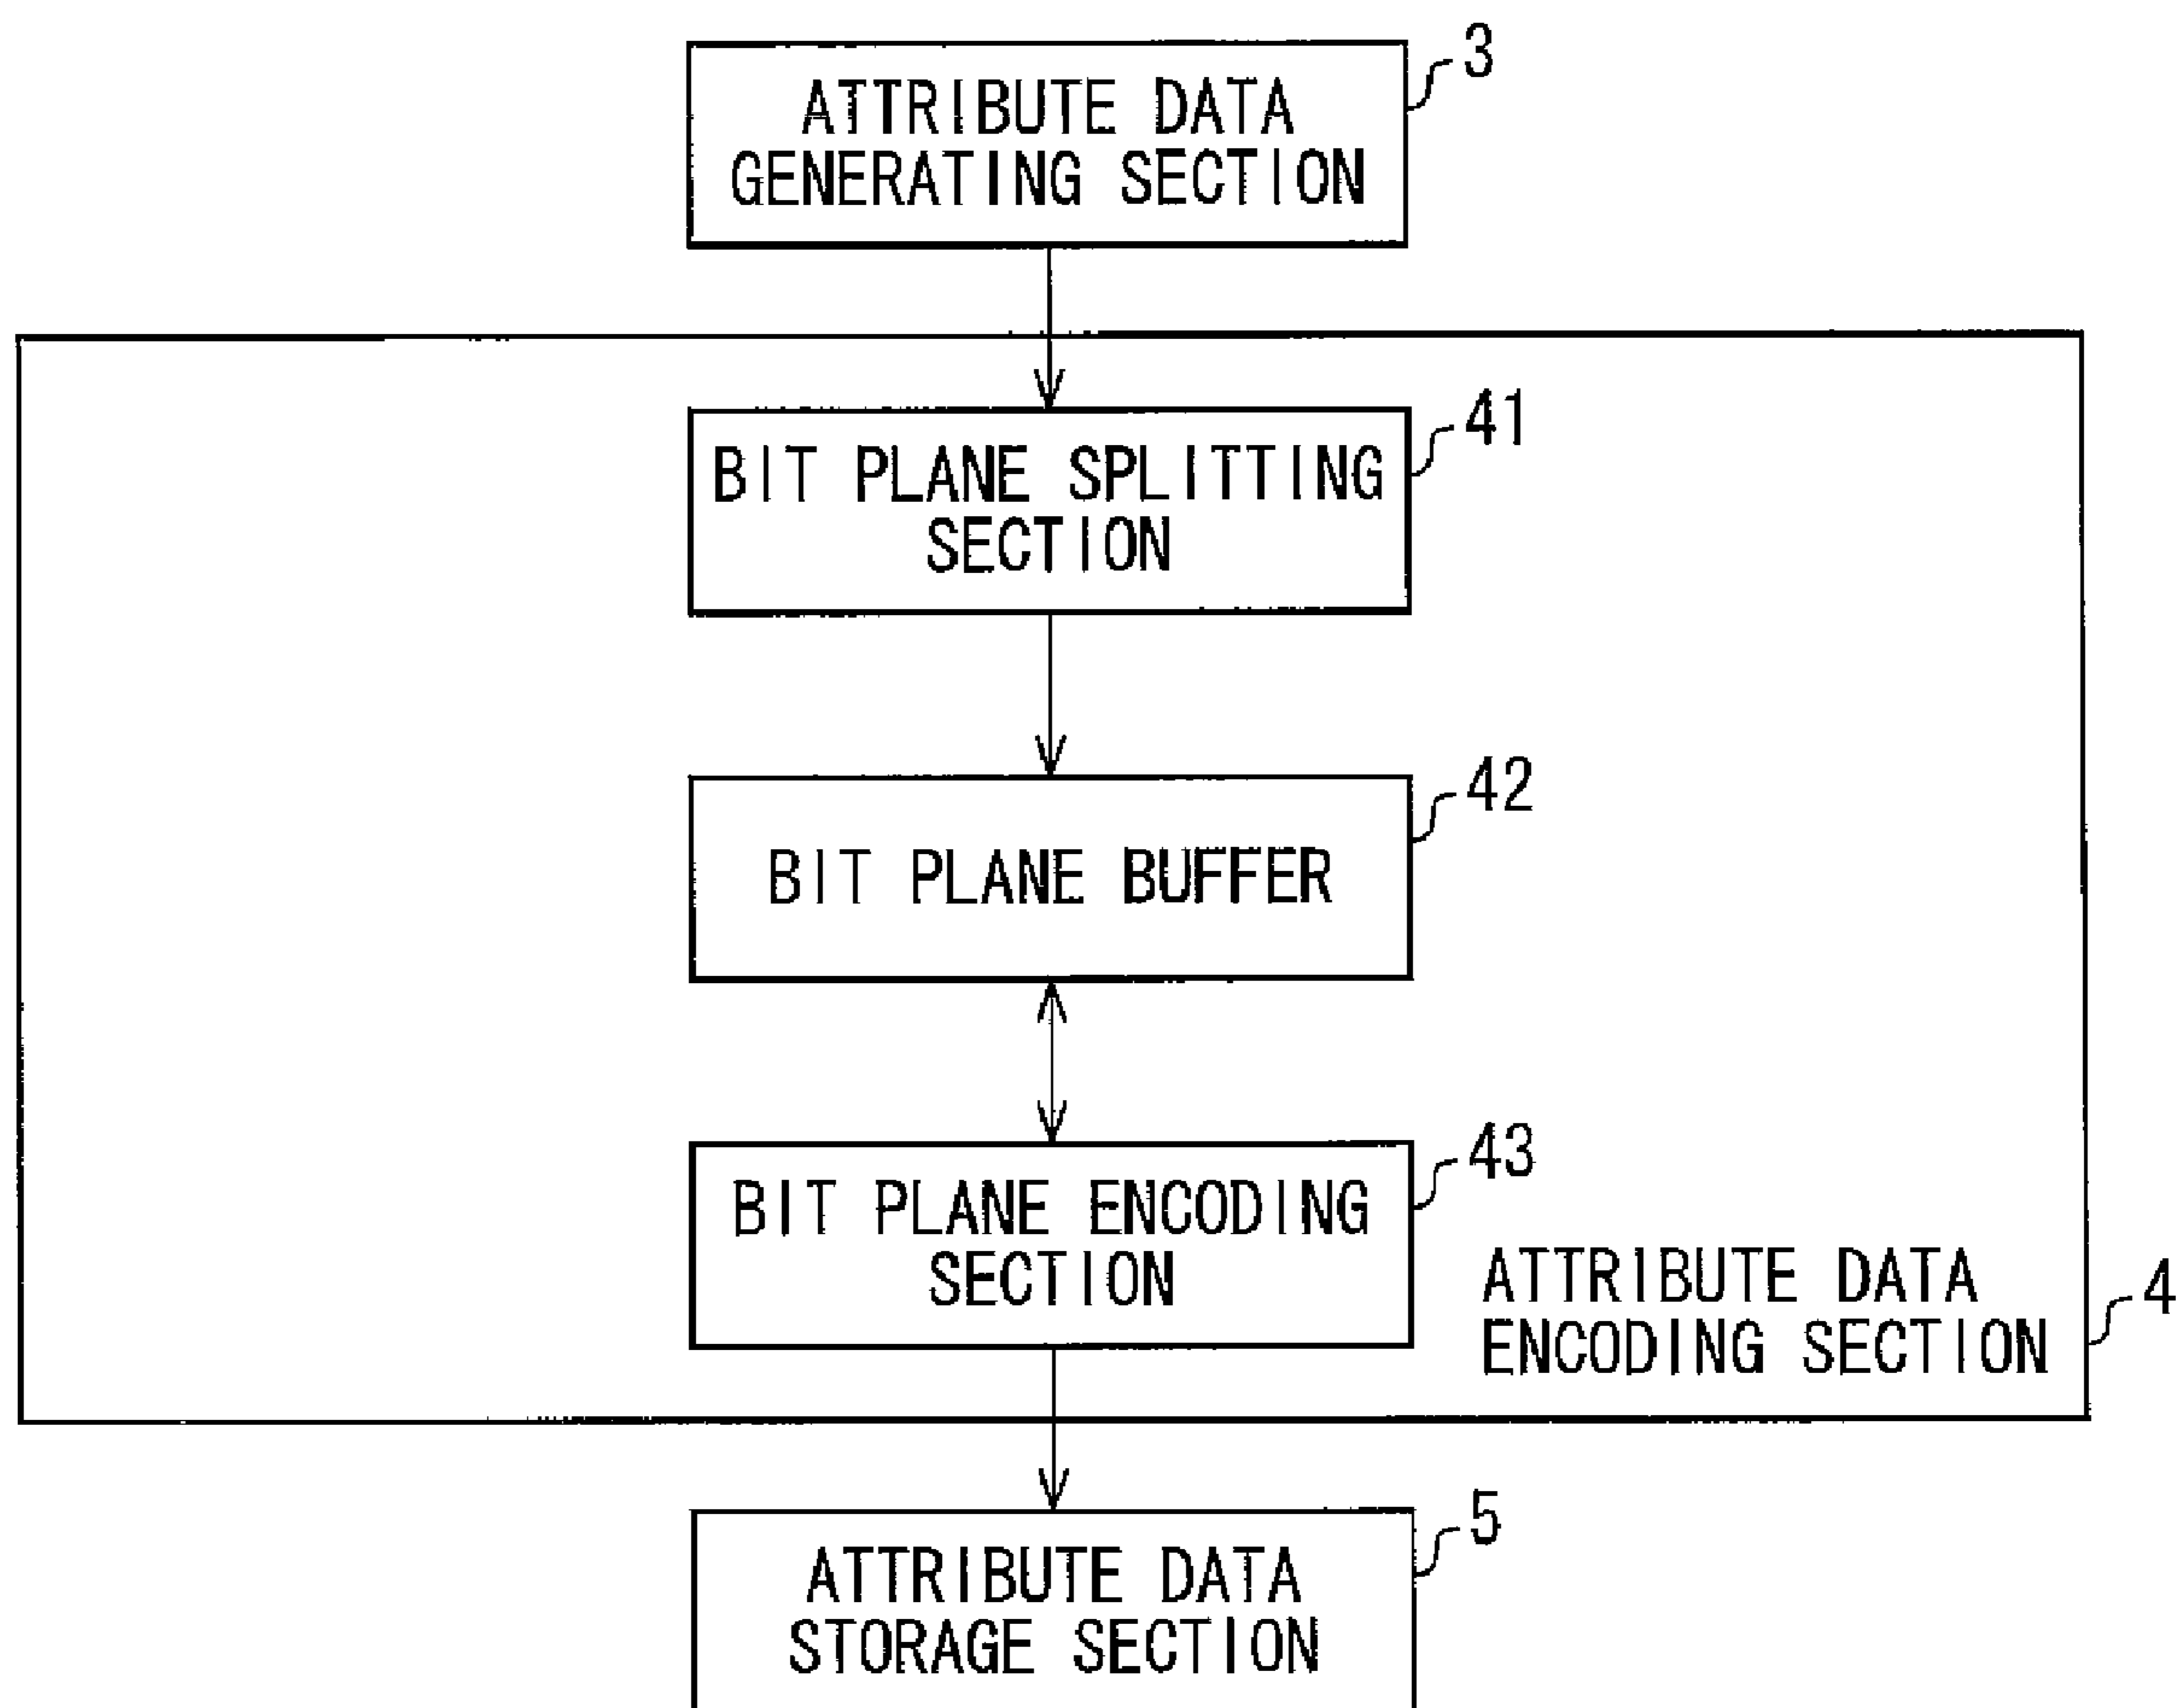 3
ATTRIBUTE DATA
GENERATING SECTION
41
BIT PLANE SPLITTING
SECTION
42
BIT PLANE BUFFER
43
BIT PLANE ENCODING
SECTION
ATTRIBUTE DATA
ENCODING SECTION
4
5
ATTRIBUTE DATA
STORAGE SECTION